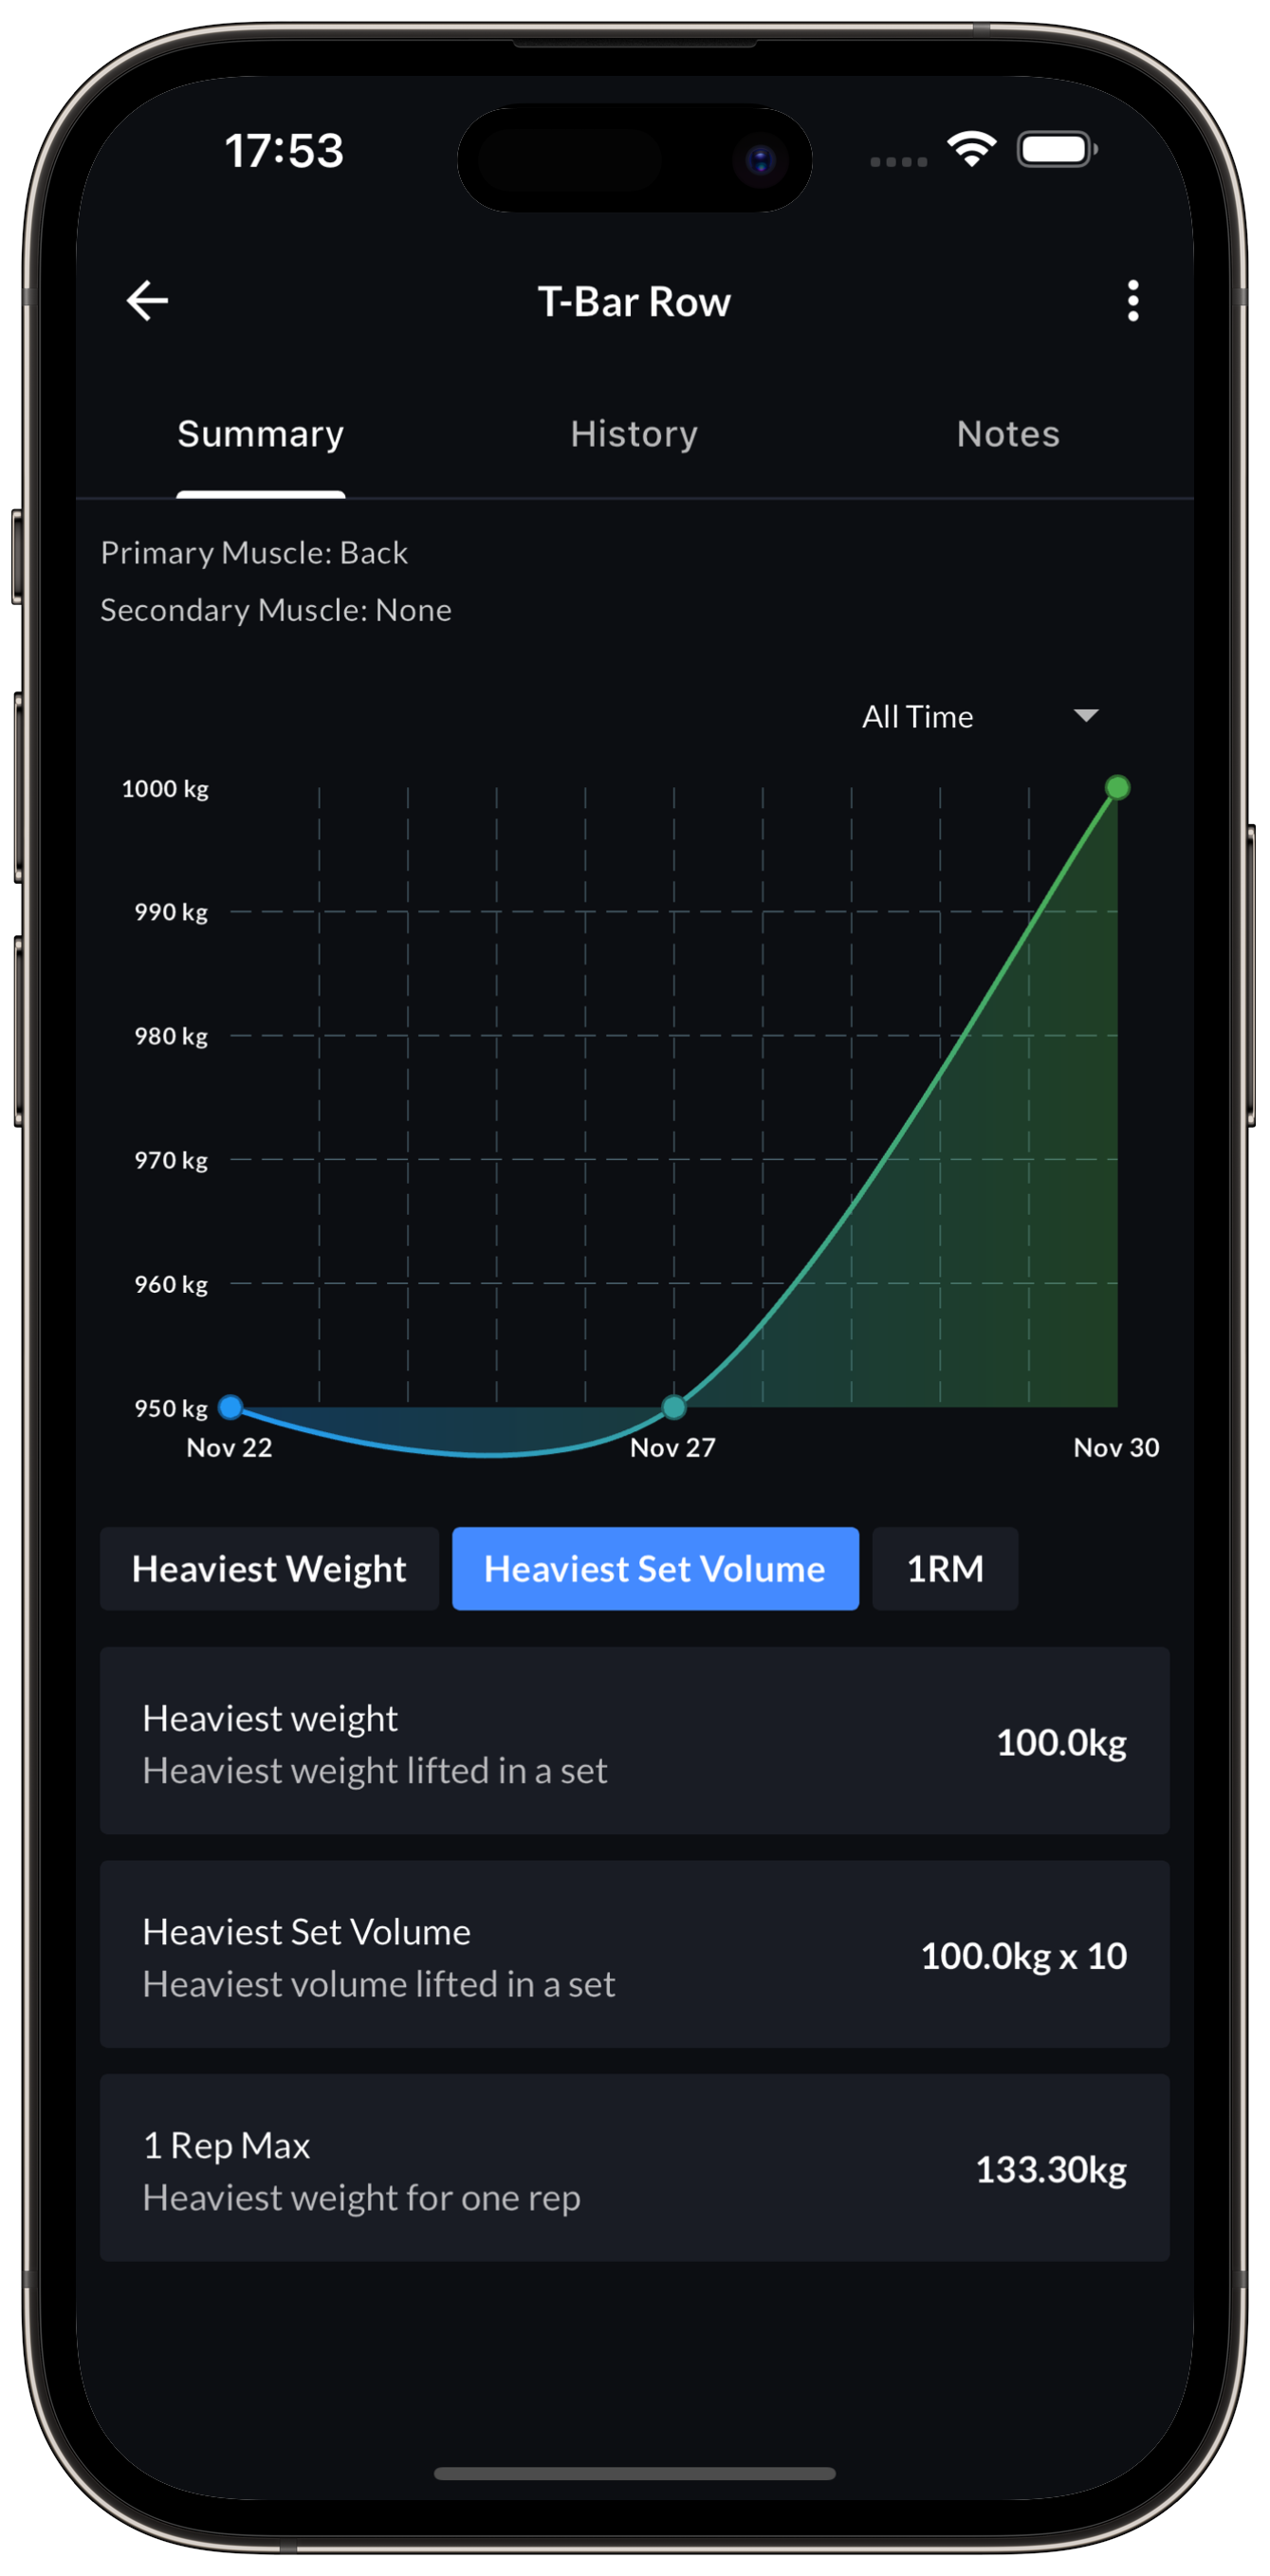 17:53
T-Bar Row
Summary History Notes
Primary Muscle: Back
Secondary Muscle: None
All Time
1000 kg
990 kg
980 kg
970 kg
960 kg
950 kg
Nov 22 Nov 27 Nov 30
Heaviest Weight Heaviest Set Volume 1RM
Heaviest weight
Heaviest weight lifted in a set
100.0kg
Heaviest Set Volume
Heaviest volume lifted in a set
100.0kg x 10
1 Rep Max
Heaviest weight for one rep
133.30kg